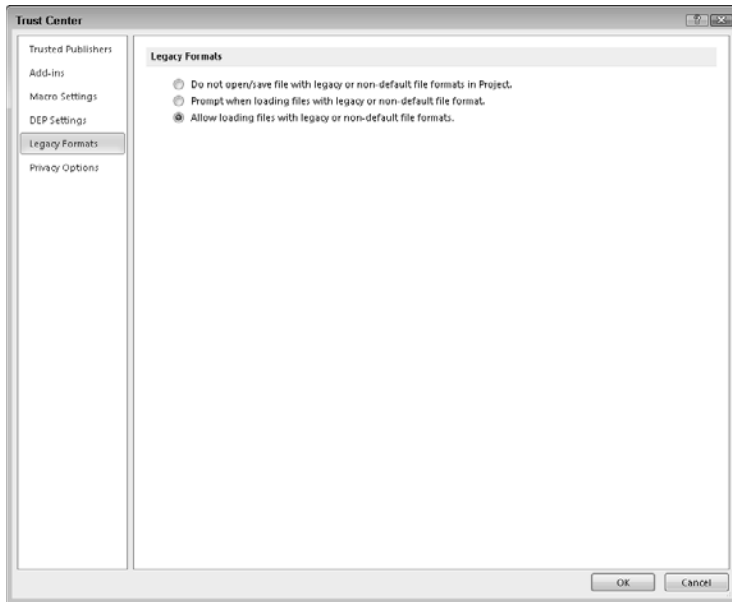 Trust Center
Trusted Publishers
Add-ins
Macro Settings
DEP Settings
Legacy Formats
Privacy Options
Legacy Formats
Do not open/save file with legacy or non-default file formats in Project.
Prompt when loading files with legacy or non-default file format.
Allow loading files with legacy or non-default file formats.
OK
Cancel